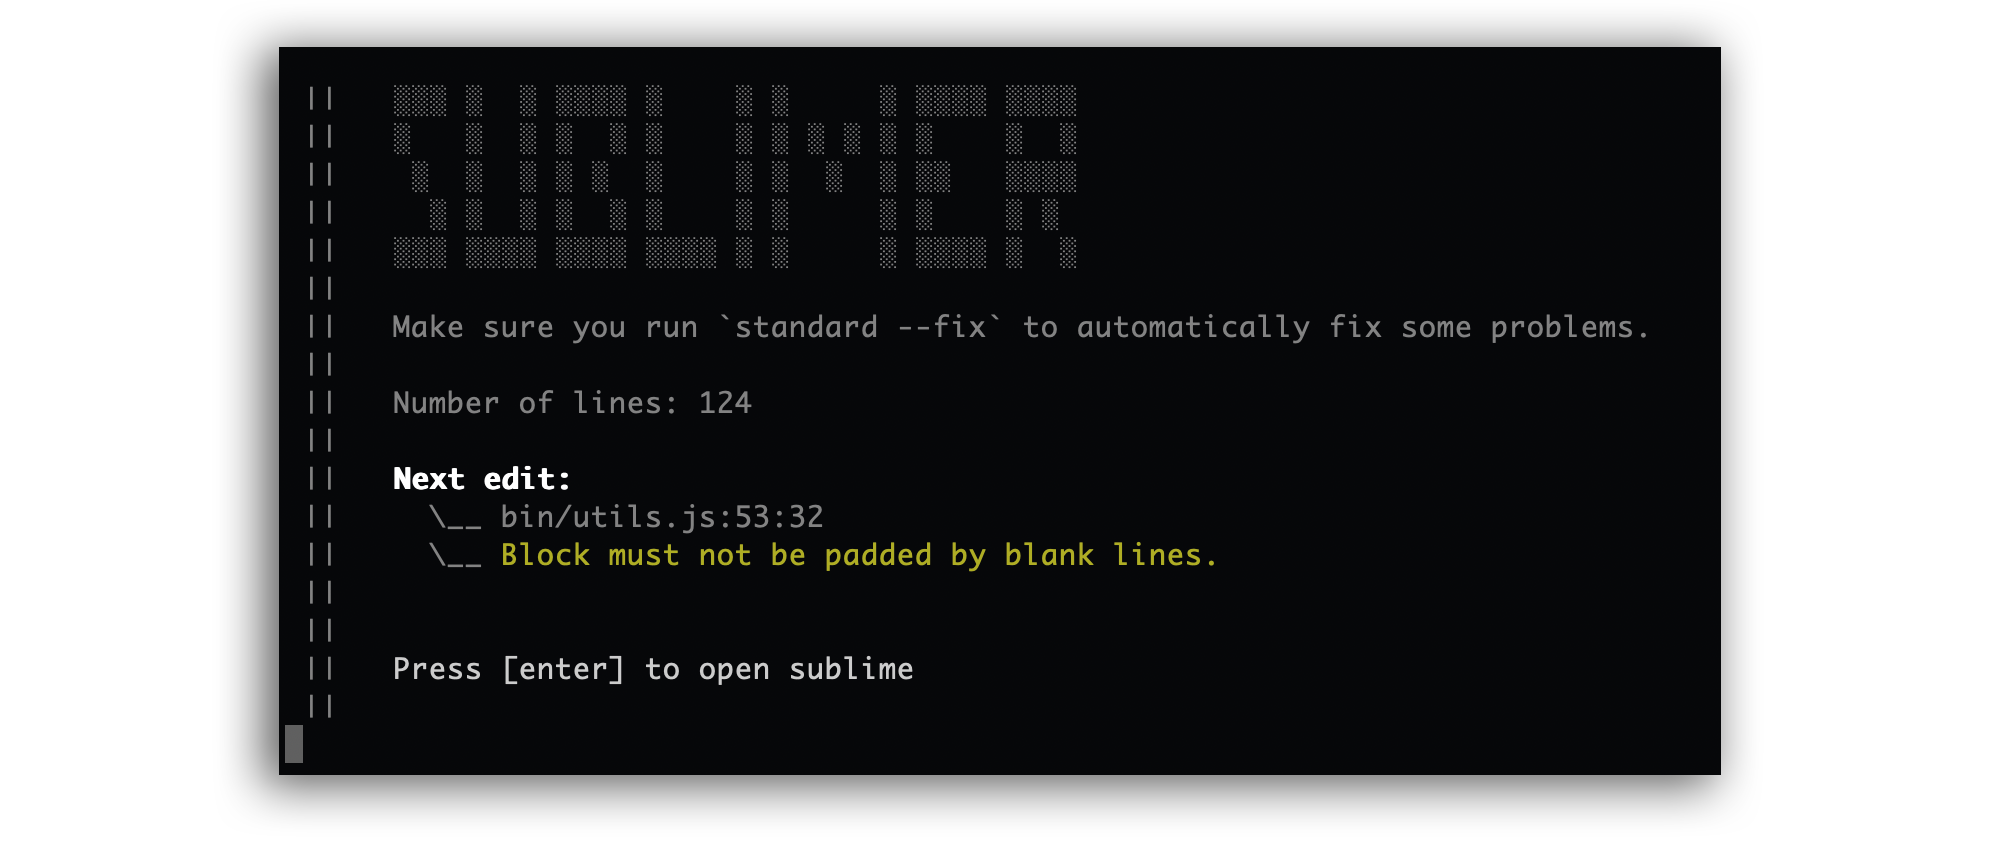 SUBLIMER
Make sure you run `standard --fix` to automatically fix some problems.
Number of lines: 124
Next edit:
\__ bin/utils.js:53:32
\__ Block must not be padded by blank lines.
Press [enter] to open sublime